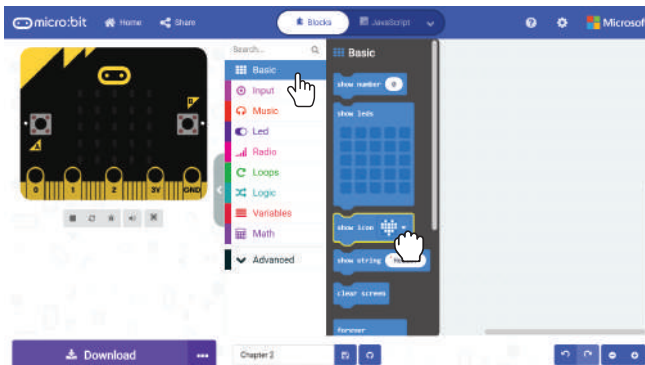 micro:bit Home Share Blocks JavaScript Microsoft
Search...
Basic
Input
Music
Led
Radio
Loops
Logic
Variables
Math
Advanced
Basic
show number 0
show leds
show icon
show string
clear screen
forever
B
A
0 1 2 3V GND
Download ... Chapter 2